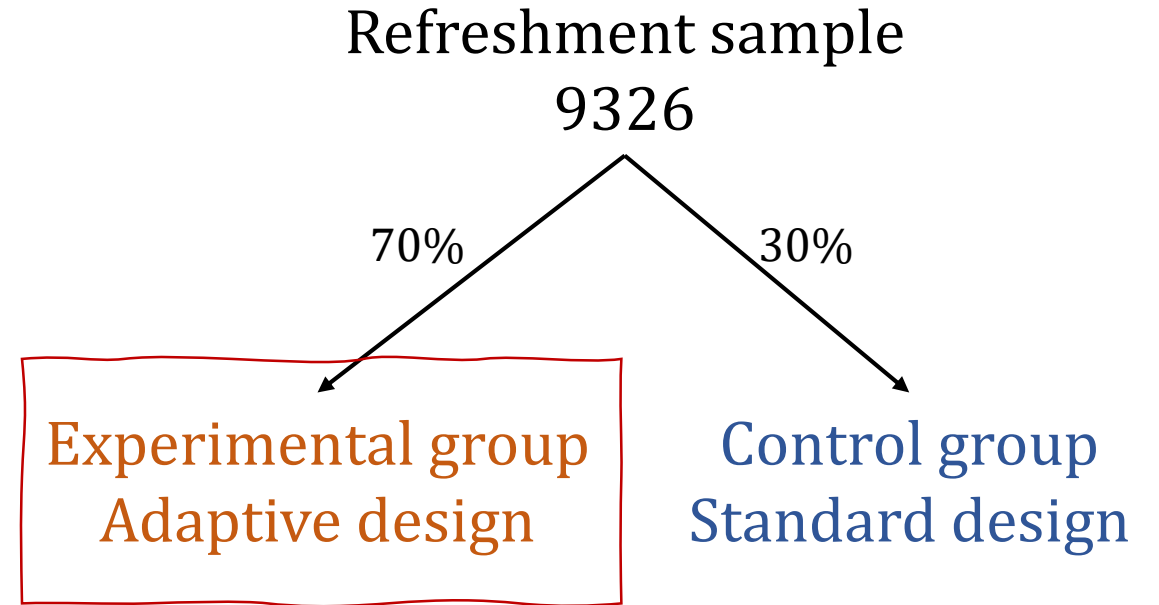 Refreshment sample
9326
70%
30%
Experimental group
Adaptive design
Control group
Standard design